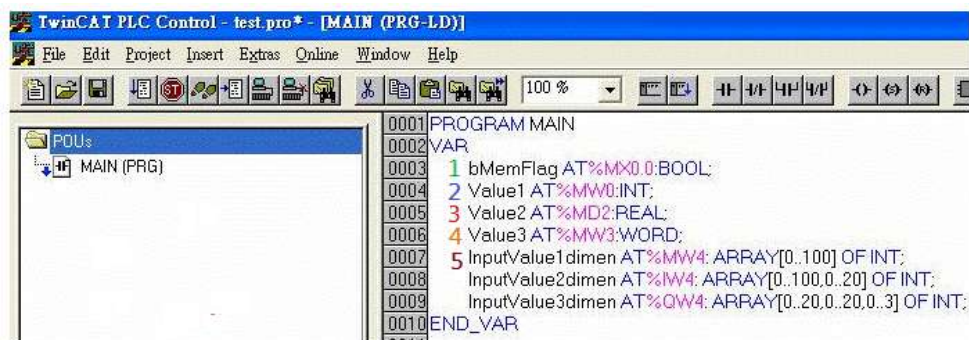 TwinCAT PLC Control - test.pro* - [MAIN (PRG-LD)]
File Edit Project Insert Extras Online Window Help
ST 100 % (S) (R)
POUs
MAIN (PRG)
0001 PROGRAM MAIN
0002 VAR
0003 1 bMemFlag AT%MX0.0:BOOL;
0004 2 Value1 AT%MW0:INT;
0005 3 Value2 AT%MD2:REAL;
0006 4 Value3 AT%MW3:WORD;
0007 5 InputValue1dimen AT%MW4: ARRAY[0..100] OF INT;
0008 InputValue2dimen AT%IW4: ARRAY[0..100,0..20] OF INT;
0009 InputValue3dimen AT%QW4: ARRAY[0..20,0..20,0..3] OF INT;
0010 END_VAR